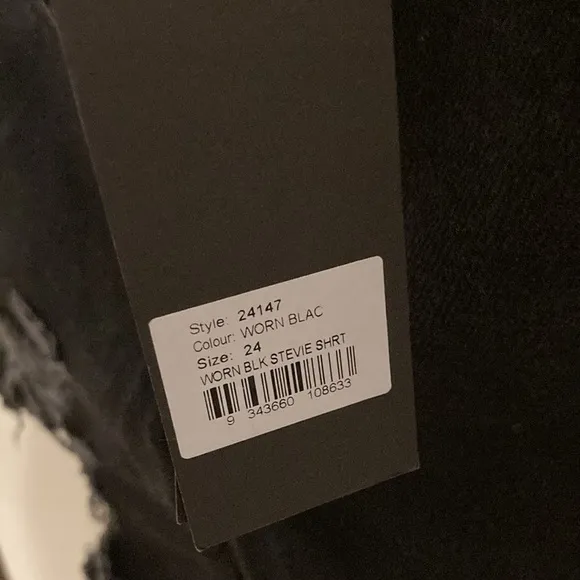 Style: 24147
Colour: WORN BLAC
Size: 24
WORN BLK STEVIE SHRT
9 343660 108633